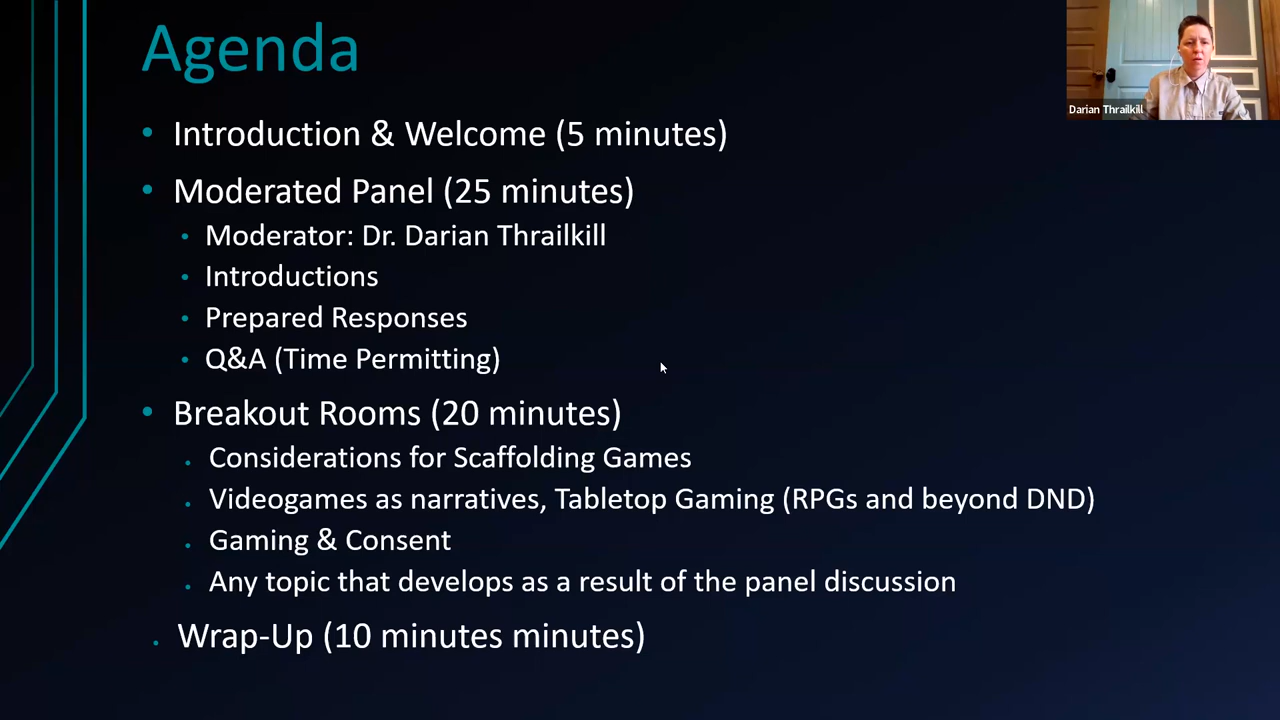 Agenda
• Introduction & Welcome (5 minutes)
• Moderated Panel (25 minutes)
• Moderator: Dr. Darian Thrailkill
• Introductions
• Prepared Responses
• Q&A (Time Permitting)
• Breakout Rooms (20 minutes)
• Considerations for Scaffolding Games
• Videogames as narratives, Tabletop Gaming (RPGs and beyond DND)
• Gaming & Consent
• Any topic that develops as a result of the panel discussion
• Wrap-Up (10 minutes minutes)
Darian Thrailkill